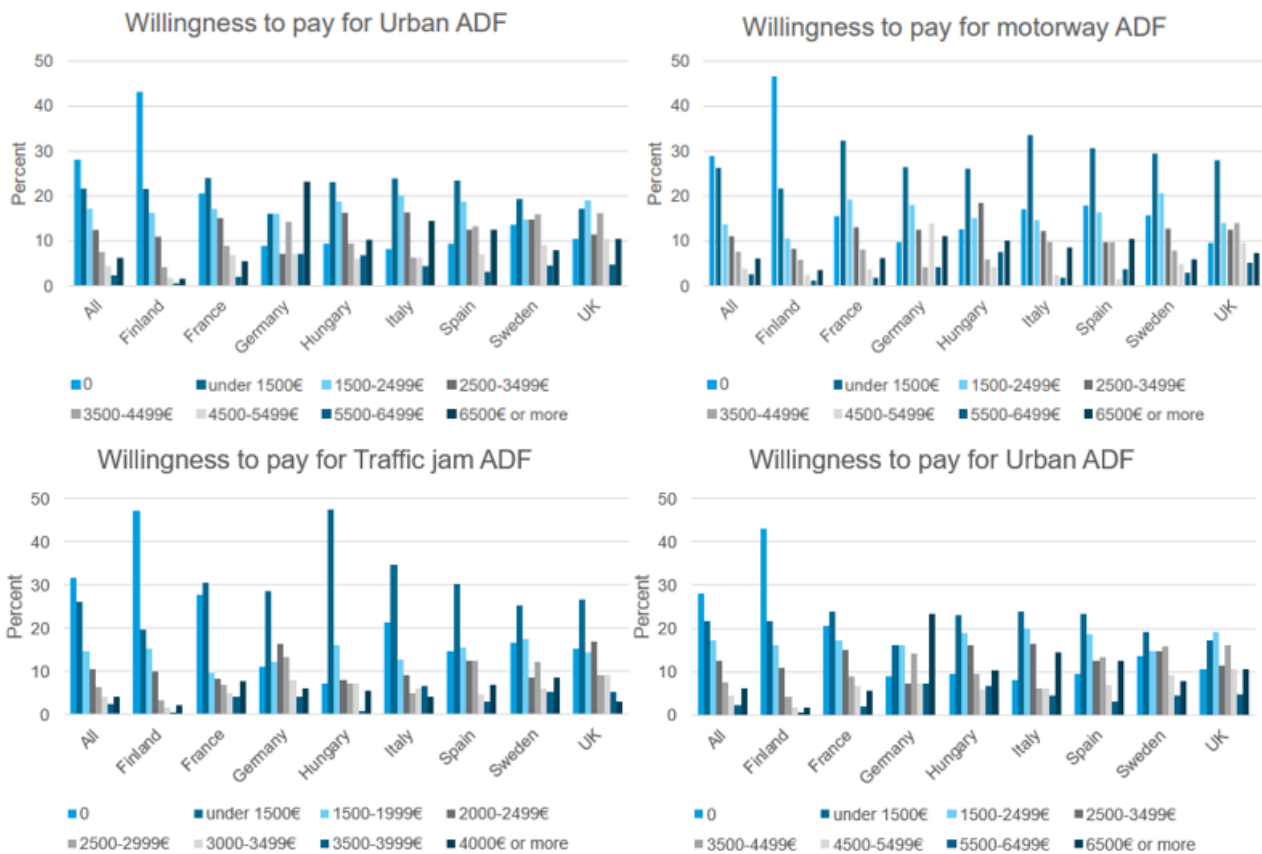 Willingness to pay for Urban ADF
Percent
50
40
30
20
10
0
All Finland France Germany Hungary Italy Spain Sweden UK
0 under 1500€ 1500-2499€ 2500-3499€
3500-4499€ 4500-5499€ 5500-6499€ 6500€ or more
Willingness to pay for motorway ADF
Percent
50
40
30
20
10
0
All Finland France Germany Hungary Italy Spain Sweden UK
0 under 1500€ 1500-2499€ 2500-3499€
3500-4499€ 4500-5499€ 5500-6499€ 6500€ or more
Willingness to pay for Traffic jam ADF
Percent
50
40
30
20
10
0
All Finland France Germany Hungary Italy Spain Sweden UK
0 under 1500€ 1500-1999€ 2000-2499€
2500-2999€ 3000-3499€ 3500-3999€ 4000€ or more
Willingness to pay for Urban ADF
Percent
50
40
30
20
10
0
All Finland France Germany Hungary Italy Spain Sweden UK
0 under 1500€ 1500-2499€ 2500-3499€
3500-4499€ 4500-5499€ 5500-6499€ 6500€ or more